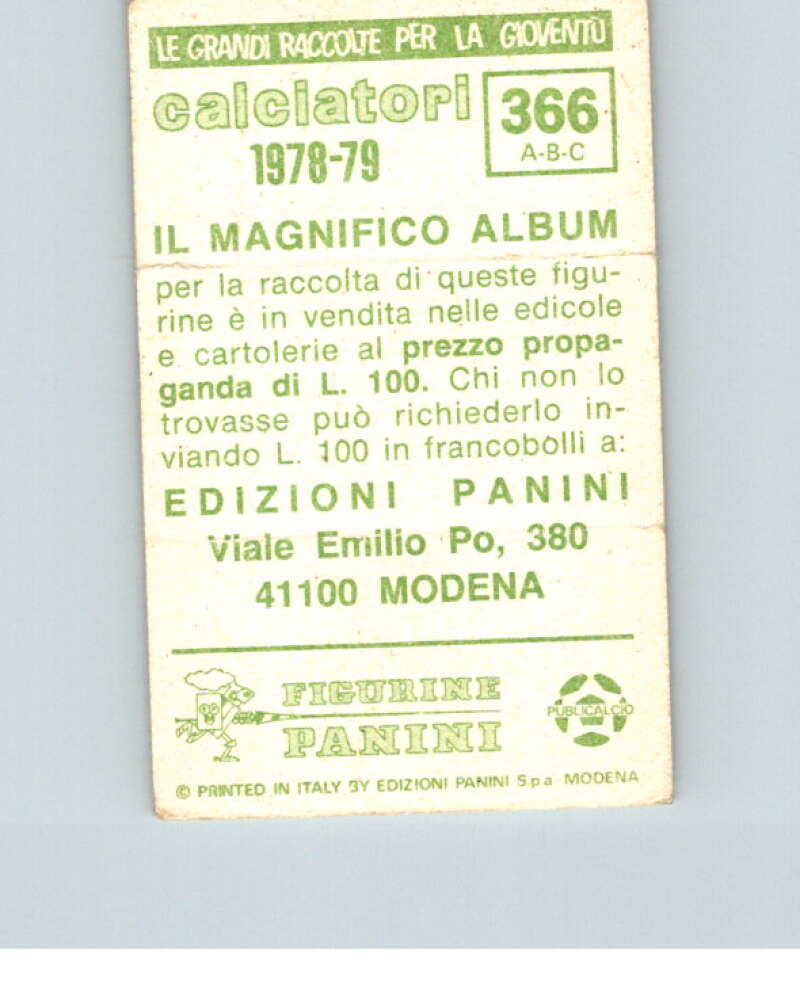 LE GRANDI RACCOLTE PER LA GIOVENTÙ
calciatori
1978-79
366
A-B-C
IL MAGNIFICO ALBUM
per la raccolta di queste figu-
rine è in vendita nelle edicole
e cartolerie al prezzo propa-
ganda di L. 100. Chi non lo
trovasse può richiederlo in-
viando L. 100 in francobolli a:
EDIZIONI PANINI
Viale Emilio Po, 380
41100 MODENA
FIGURINE
PANINI
PUBLICALCIO
© PRINTED IN ITALY BY EDIZIONI PANINI S.p.a MODENA